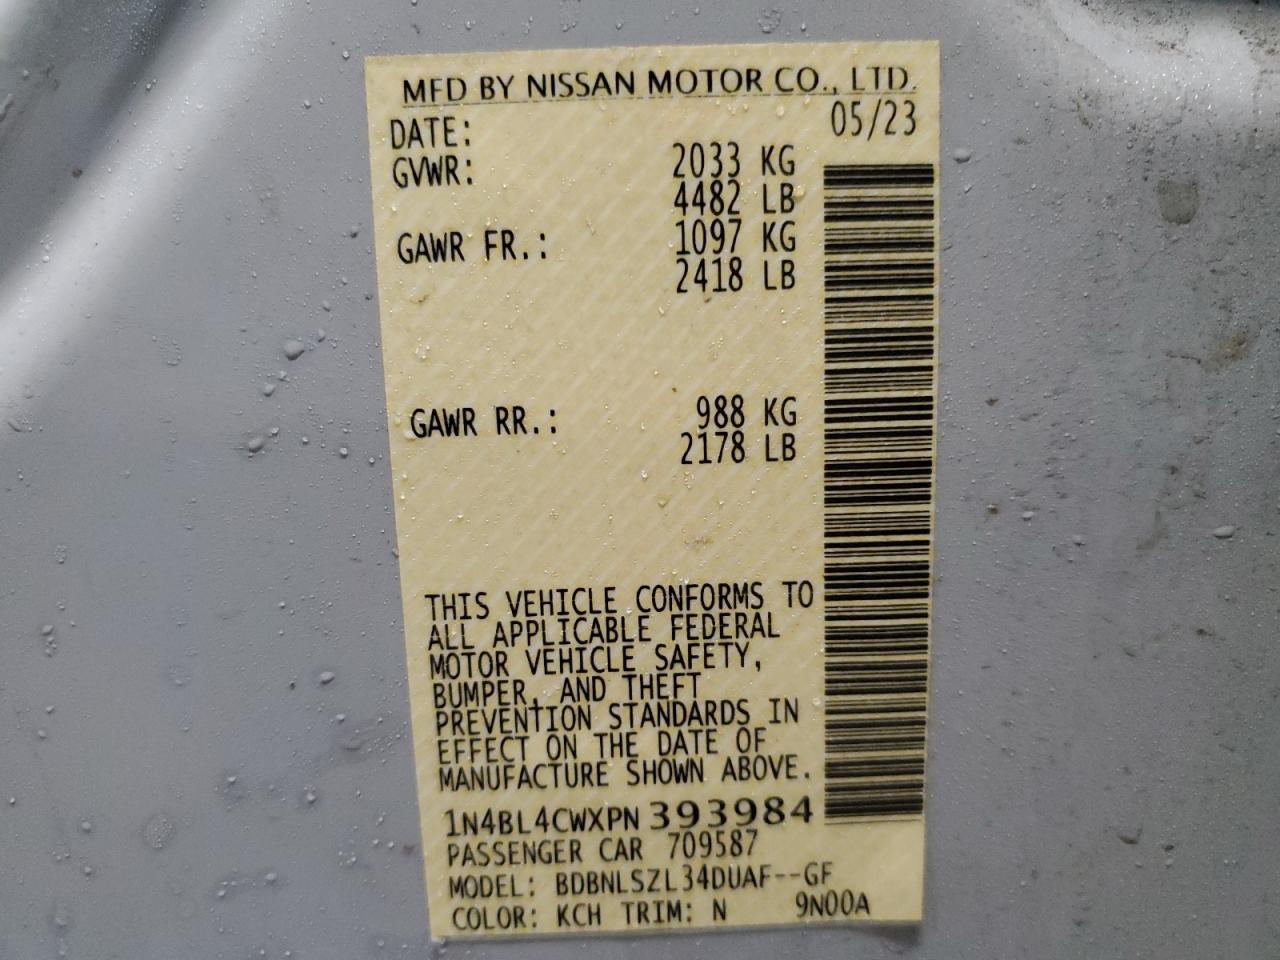 MFD BY NISSAN MOTOR CO., LTD.
DATE: 05/23
GVWR: 2033 KG
4482 LB
GAWR FR.: 1097 KG
2418 LB
GAWR RR.: 988 KG
2178 LB
THIS VEHICLE CONFORMS TO
ALL APPLICABLE FEDERAL
MOTOR VEHICLE SAFETY,
BUMPER, AND THEFT
PREVENTION STANDARDS IN
EFFECT ON THE DATE OF
MANUFACTURE SHOWN ABOVE.
1N4BL4CWXPN 393984
PASSENGER CAR 709587
MODEL: BDBNLSZL34DUAF--GF
COLOR: KCH TRIM: N 9N00A